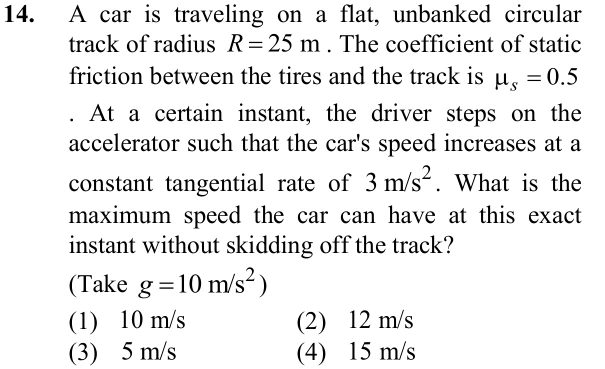 14. A car is traveling on a flat, unbanked circular
track of radius R = 25 m . The coefficient of static
friction between the tires and the track is μₛ = 0.5
. At a certain instant, the driver steps on the
accelerator such that the car's speed increases at a
constant tangential rate of 3 m/s². What is the
maximum speed the car can have at this exact
instant without skidding off the track?
(Take g = 10 m/s²)
(1) 10 m/s (2) 12 m/s
(3) 5 m/s (4) 15 m/s